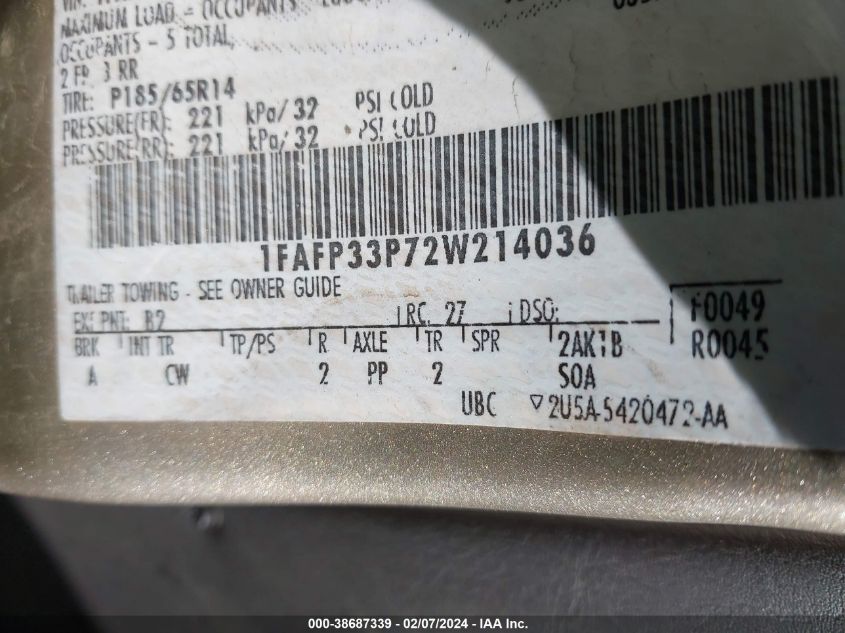 MAXIMUM LOAD = OCCUPANTS
OCCUPANTS - 5 TOTAL,
2 FR, 3 RR
TIRE: P185/65R14
PRESSURE(FR): 221 kPa/ 32 PSI COLD
PRESSURE(RR): 221 kPa/ 32 PSI COLD
1FAFP33P72W214036
TRAILER TOWING - SEE OWNER GUIDE
EXT PNT: B2 RC: 27 DSO: F0049
BRK INT TR TP/PS R AXLE TR SPR 2AK1B R0045
A CW 2 PP 2 SOA
UBC ▽2U5A-5420472-AA
000-38687339 - 02/07/2024 - IAA Inc.